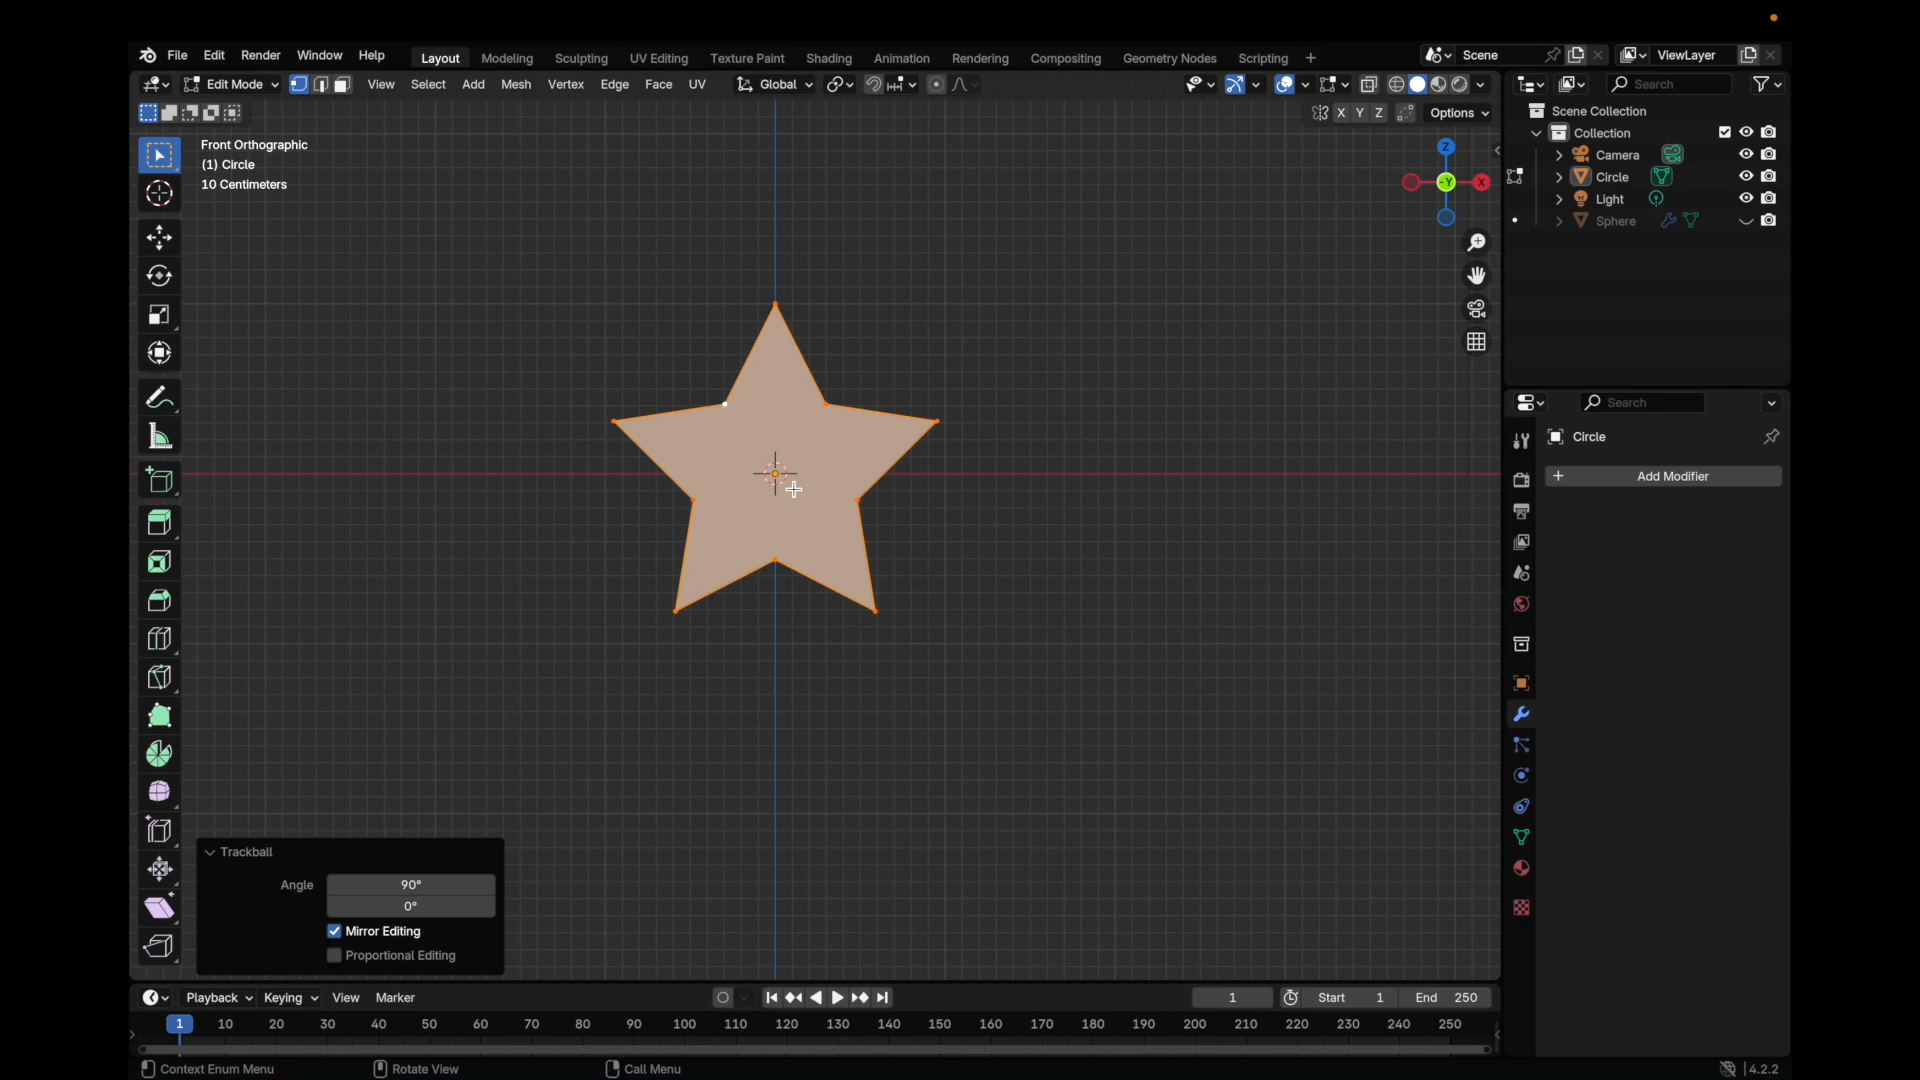 File Edit Render Window Help Layout Modeling Sculpting UV Editing Texture Paint Shading Animation Rendering Compositing Geometry Nodes Scripting + Scene ViewLayer
Edit Mode View Select Add Mesh Vertex Edge Face UV Global Search
X Y Z Options
Scene Collection
Collection
Camera
Circle
Light
Sphere
Front Orthographic
(1) Circle
10 Centimeters
Z
-Y X
Search
Circle
+ Add Modifier
Trackball
Angle 90°
0°
Mirror Editing
Proportional Editing
Playback Keying View Marker 1 Start 1 End 250
1 10 20 30 40 50 60 70 80 90 100 110 120 130 140 150 160 170 180 190 200 210 220 230 240 250
Context Enum Menu Rotate View Call Menu 4.2.2